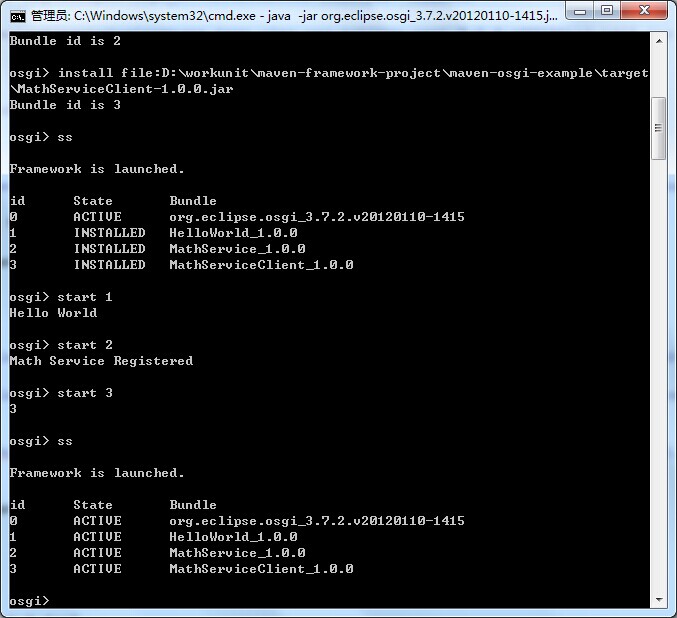 管理员: C:\Windows\system32\cmd.exe - java  -jar org.eclipse.osgi_3.7.2.v20120110-1415.j...
Bundle id is 2
osgi> install file:D:\workunit\maven-framework-project\maven-osgi-example\target
\MathServiceClient-1.0.0.jar
Bundle id is 3
osgi> ss
Framework is launched.
id      State       Bundle
0       ACTIVE      org.eclipse.osgi_3.7.2.v20120110-1415
1       INSTALLED   HelloWorld_1.0.0
2       INSTALLED   MathService_1.0.0
3       INSTALLED   MathServiceClient_1.0.0
osgi> start 1
Hello World
osgi> start 2
Math Service Registered
osgi> start 3
3
osgi> ss
Framework is launched.
id      State       Bundle
0       ACTIVE      org.eclipse.osgi_3.7.2.v20120110-1415
1       ACTIVE      HelloWorld_1.0.0
2       ACTIVE      MathService_1.0.0
3       ACTIVE      MathServiceClient_1.0.0
osgi>